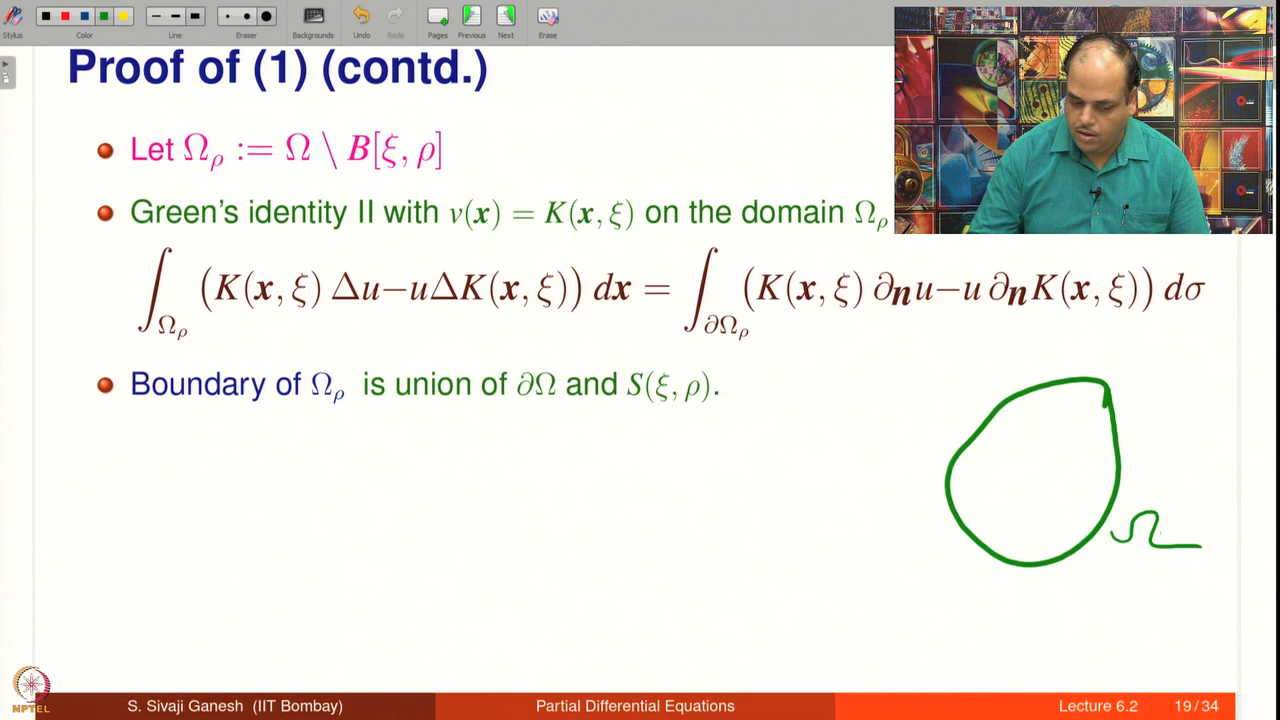 Stylus Color Line Eraser Backgrounds Undo Redo Pages Previous Next Erase
Proof of (1) (contd.)
Let Ω_ρ := Ω \ B[ξ, ρ]
Green's identity II with v(x) = K(x, ξ) on the domain Ω_ρ
∫_{Ω_ρ} (K(x, ξ) Δu−uΔK(x, ξ)) dx = ∫_{∂Ω_ρ} (K(x, ξ) ∂_n u−u ∂_n K(x, ξ)) dσ
Boundary of Ω_ρ is union of ∂Ω and S(ξ, ρ).
Ω
NPTEL
S. Sivaji Ganesh (IIT Bombay) Partial Differential Equations Lecture 6.2 19/34